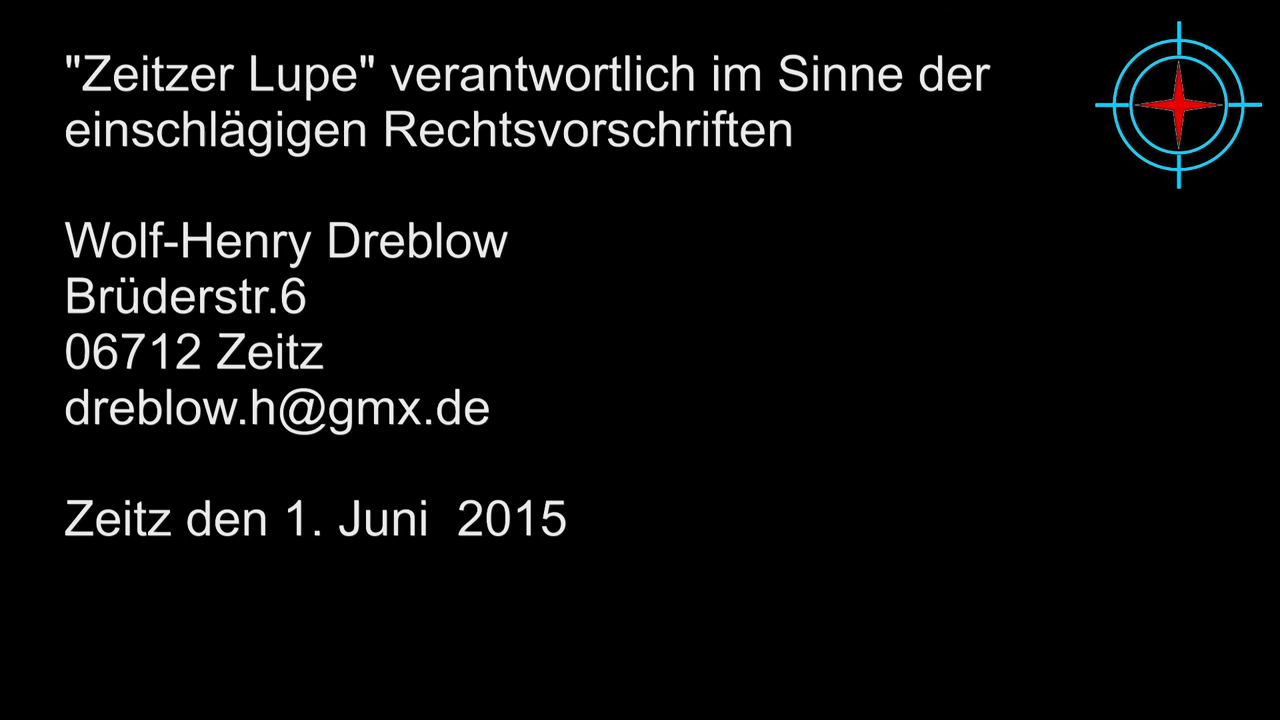 "Zeitzer Lupe" verantwortlich im Sinne der
einschlägigen Rechtsvorschriften
Wolf-Henry Dreblow
Brüderstr.6
06712 Zeitz
dreblow.h@gmx.de
Zeitz den 1. Juni  2015